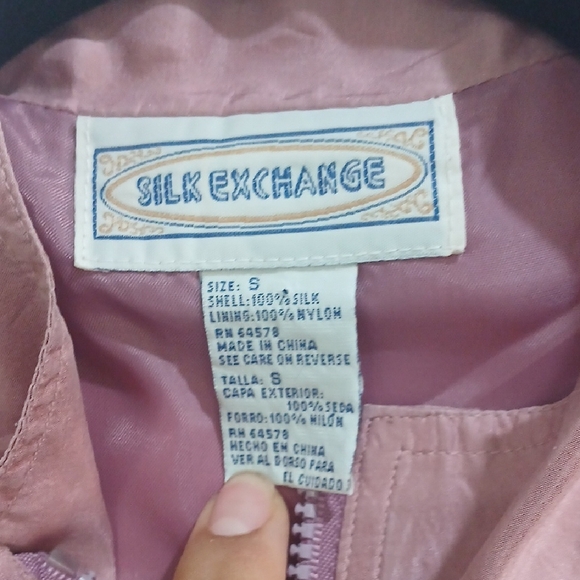 SILK EXCHANGE
SIZE: S
SHELL:100% SILK
LINING:100% NYLON
RN 64578
MADE IN CHINA
SEE CARE ON REVERSE
TALLA: S
CAPA EXTERIOR:
100% SEDA
FORRO:100% NILON
RN 64578
HECHO EN CHINA
VER AL DORSO PARA
EL CUIDADO